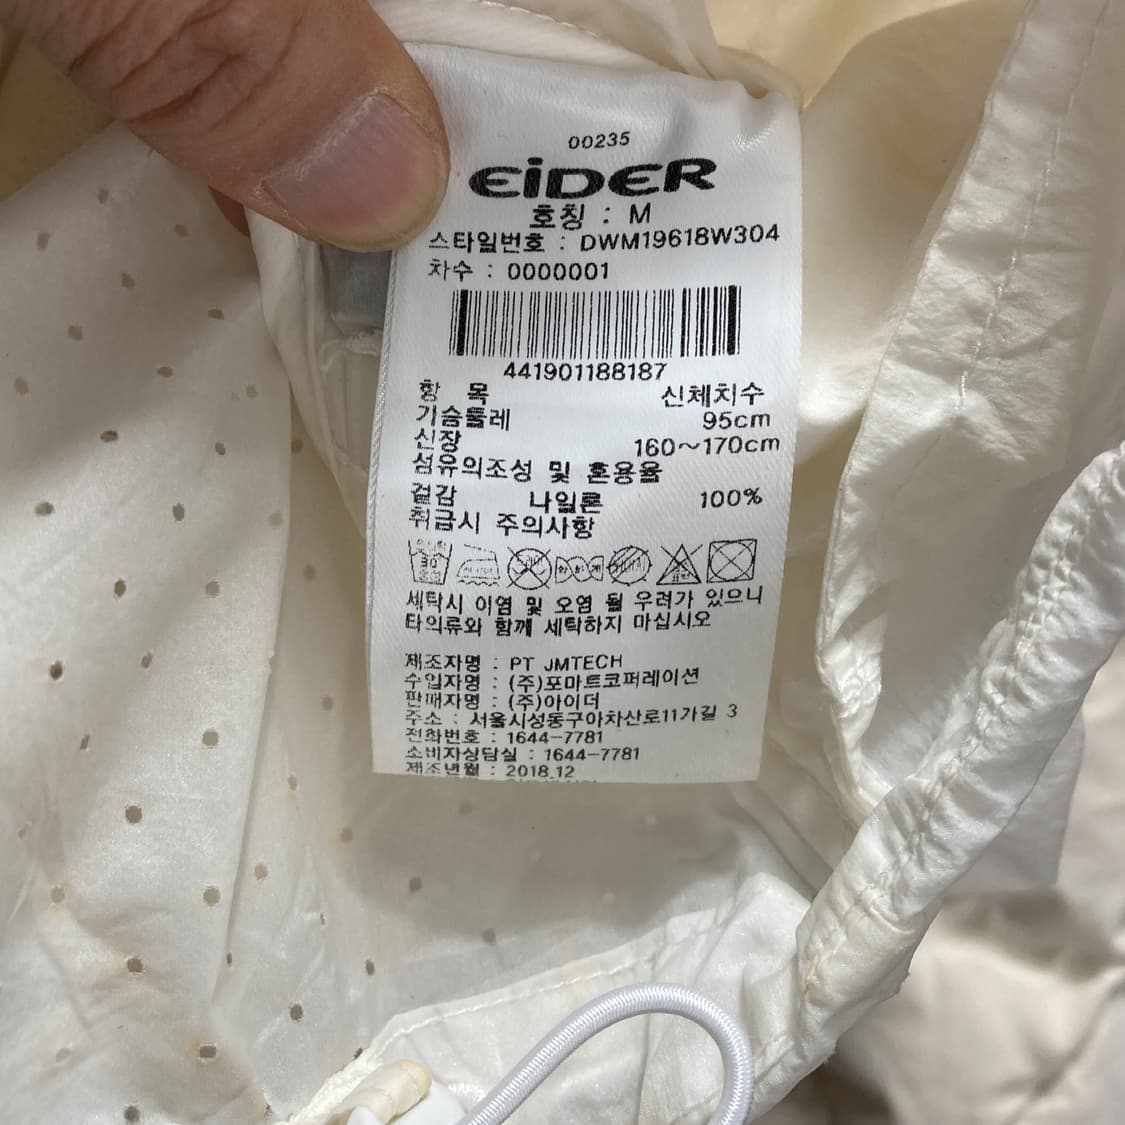 00235
EiDER
호칭 : M
스타일번호 : DWM19618W304
차수 : 0000001
441901188187
항 목 신체치수
가슴둘레 95cm
신장 160~170cm
섬유의조성 및 혼용율
겉감 나일론 100%
취급시 주의사항
30
세탁시 이염 및 오염 될 우려가 있으니
타의류와 함께 세탁하지 마십시오
제조자명 : PT JMTECH
수입자명 : (주)포마트코퍼레이션
판매자명 : (주)아이더
주소 : 서울시성동구아차산로11가길 3
전화번호 : 1644-7781
소비자상담실 : 1644-7781
제조년월 : 2018.12